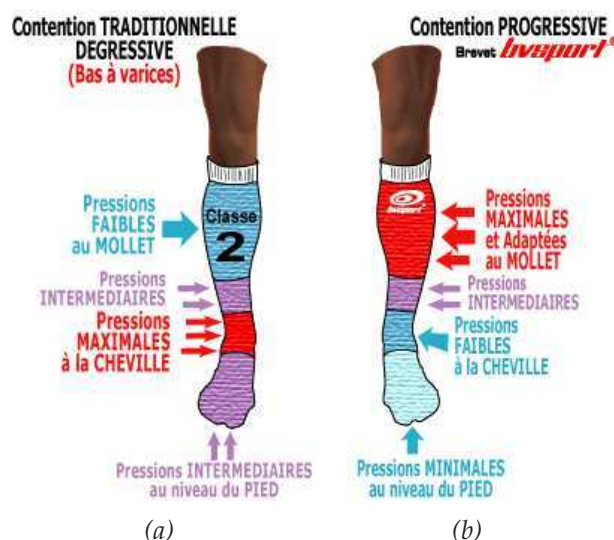 Contention TRADITIONNELLE
DEGRESSIVE
(Bas à varices)
Pressions
FAIBLES
au MOLLET
Classe
2
Pressions
INTERMEDIAIRES
Pressions
MAXIMALES
à la CHEVILLE
Pressions INTERMEDIAIRES
au niveau du PIED
(a)
Contention PROGRESSIVE
Brevet bvsport®
bvsport®
Pressions
MAXIMALES
et Adaptées
au MOLLET
Pressions
INTERMEDIAIRES
Pressions
FAIBLES
à la CHEVILLE
Pressions MINIMALES
au niveau du PIED
(b)